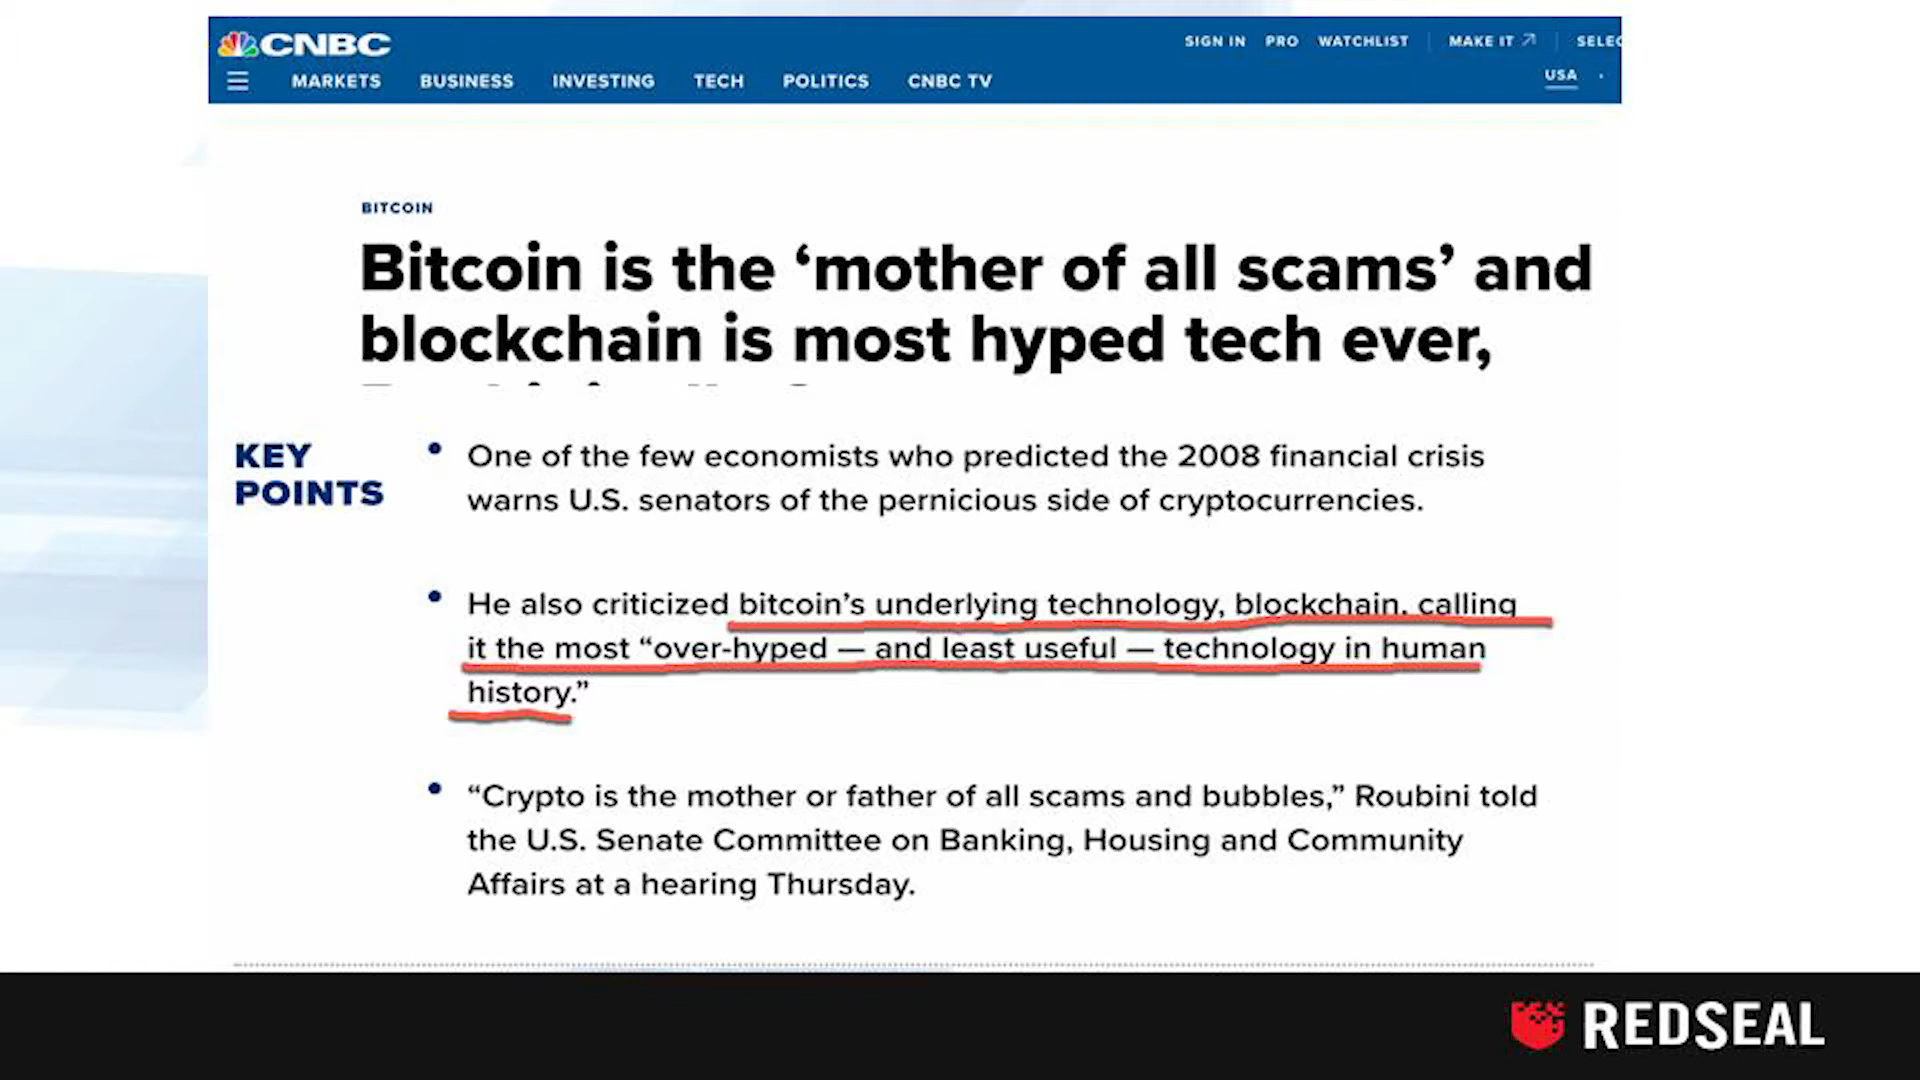 CNBC
SIGN IN PRO WATCHLIST MAKE IT SELEC
MARKETS BUSINESS INVESTING TECH POLITICS CNBC TV
USA
BITCOIN
Bitcoin is the ‘mother of all scams’ and
blockchain is most hyped tech ever,
KEY
POINTS
One of the few economists who predicted the 2008 financial crisis
warns U.S. senators of the pernicious side of cryptocurrencies.
He also criticized bitcoin’s underlying technology, blockchain, calling
it the most “over-hyped — and least useful — technology in human
history.”
“Crypto is the mother or father of all scams and bubbles,” Roubini told
the U.S. Senate Committee on Banking, Housing and Community
Affairs at a hearing Thursday.
REDSEAL